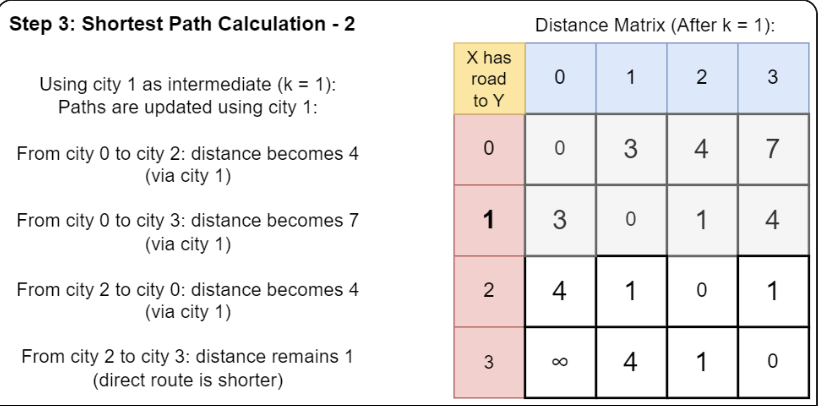 Step 3: Shortest Path Calculation - 2
Using city 1 as intermediate (k = 1):
Paths are updated using city 1:
From city 0 to city 2: distance becomes 4
(via city 1)
From city 0 to city 3: distance becomes 7
(via city 1)
From city 2 to city 0: distance becomes 4
(via city 1)
From city 2 to city 3: distance remains 1
(direct route is shorter)
Distance Matrix (After k = 1):
X has
road
to Y
0 1 2 3
0 0 3 4 7
1 3 0 1 4
2 4 1 0 1
3 ∞ 4 1 0